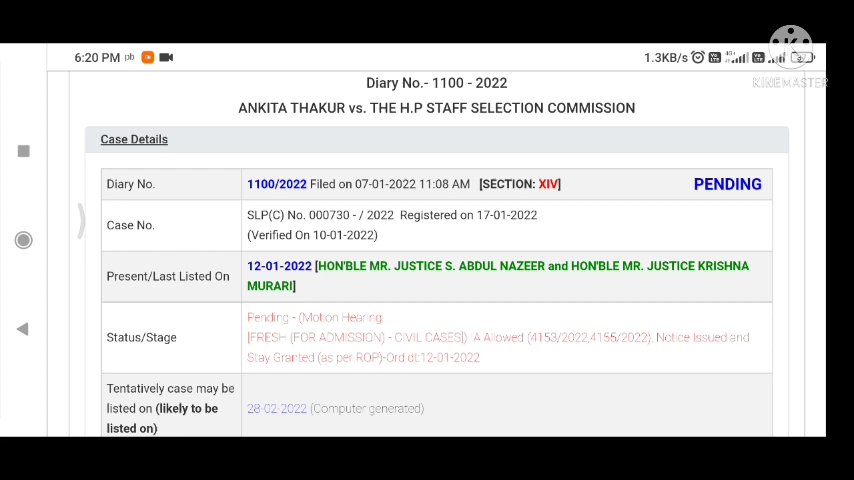 6:20 PM pb
1.3KB/s
4G+
KINEMASTER
Diary No.- 1100 - 2022
ANKITA THAKUR vs. THE H.P STAFF SELECTION COMMISSION
Case Details
Diary No. 1100/2022 Filed on 07-01-2022 11:08 AM [SECTION: XIV] PENDING
Case No. SLP(C) No. 000730 - / 2022 Registered on 17-01-2022
(Verified On 10-01-2022)
Present/Last Listed On 12-01-2022 [HON'BLE MR. JUSTICE S. ABDUL NAZEER and HON'BLE MR. JUSTICE KRISHNA
MURARI]
Status/Stage Pending - (Motion Hearing
[FRESH (FOR ADMISSION) - CIVIL CASES]) IA Allowed (4153/2022,4155/2022), Notice Issued and
Stay Granted (as per ROP)-Ord dt:12-01-2022
Tentatively case may be
listed on (likely to be
listed on) 28-02-2022 (Computer generated)